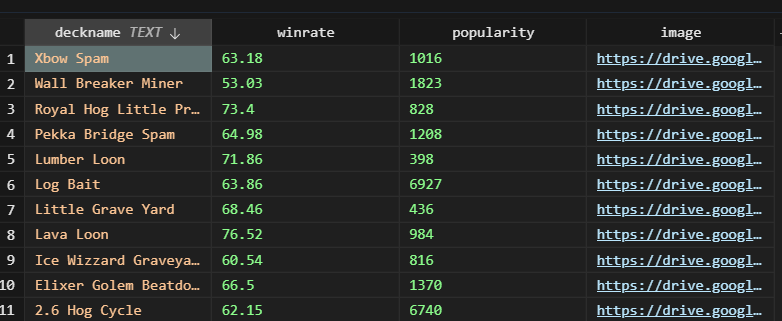 deckname TEXT ↓ winrate popularity image
1 Xbow Spam 63.18 1016 https://drive.googl…
2 Wall Breaker Miner 53.03 1823 https://drive.googl…
3 Royal Hog Little Pr… 73.4 828 https://drive.googl…
4 Pekka Bridge Spam 64.98 1208 https://drive.googl…
5 Lumber Loon 71.86 398 https://drive.googl…
6 Log Bait 63.86 6927 https://drive.googl…
7 Little Grave Yard 68.46 436 https://drive.googl…
8 Lava Loon 76.52 984 https://drive.googl…
9 Ice Wizzard Graveya… 60.54 816 https://drive.googl…
10 Elixer Golem Beatdo… 66.5 1370 https://drive.googl…
11 2.6 Hog Cycle 62.15 6740 https://drive.googl…